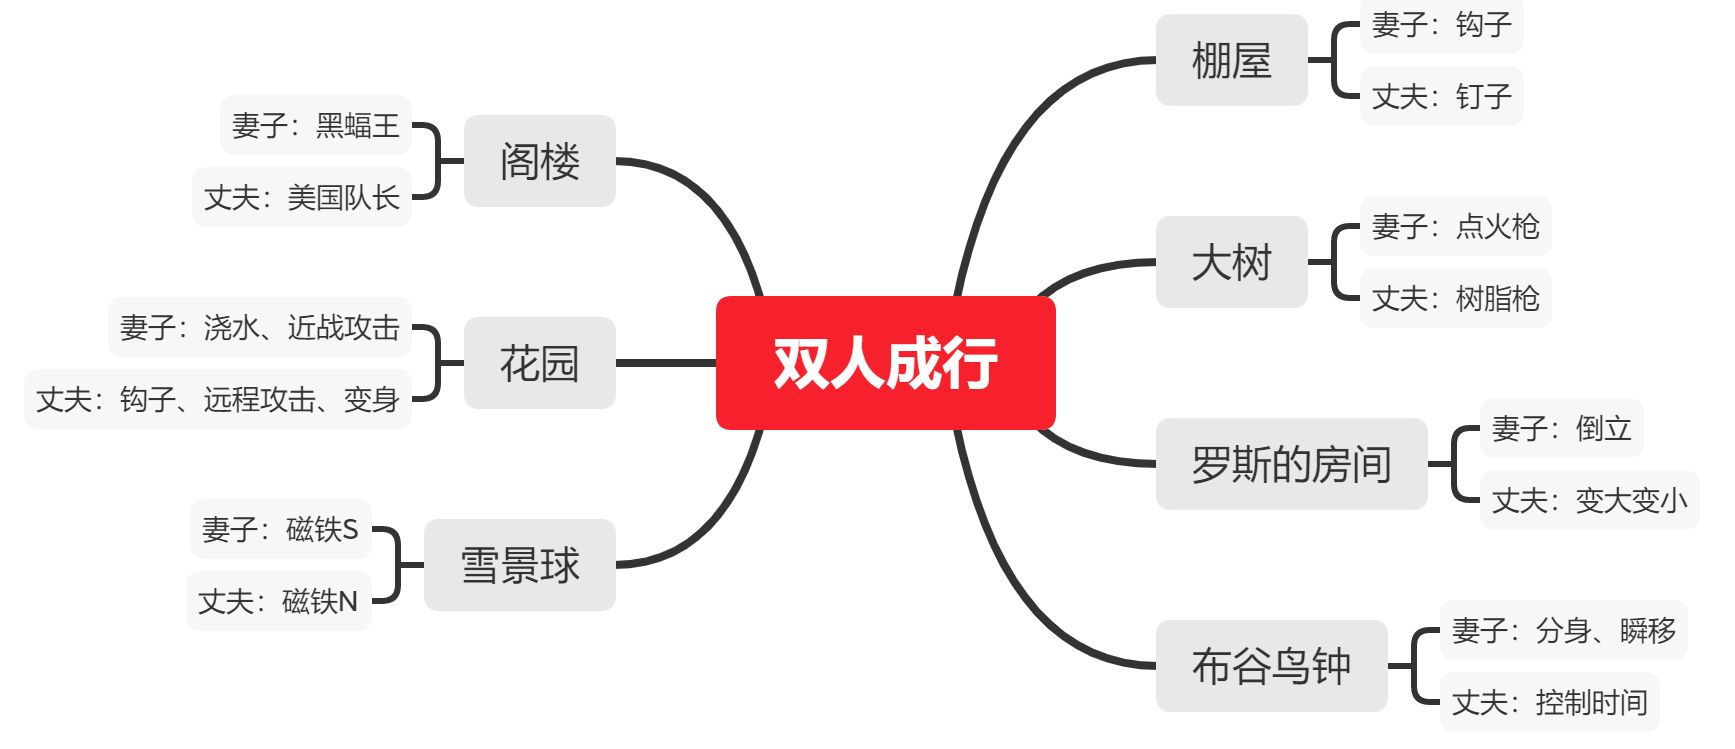 双人成行
棚屋
妻子：钩子
丈夫：钉子
大树
妻子：点火枪
丈夫：树脂枪
罗斯的房间
妻子：倒立
丈夫：变大变小
布谷鸟钟
妻子：分身、瞬移
丈夫：控制时间
雪景球
妻子：磁铁S
丈夫：磁铁N
花园
妻子：浇水、近战攻击
丈夫：钩子、远程攻击、变身
阁楼
妻子：黑蝠王
丈夫：美国队长